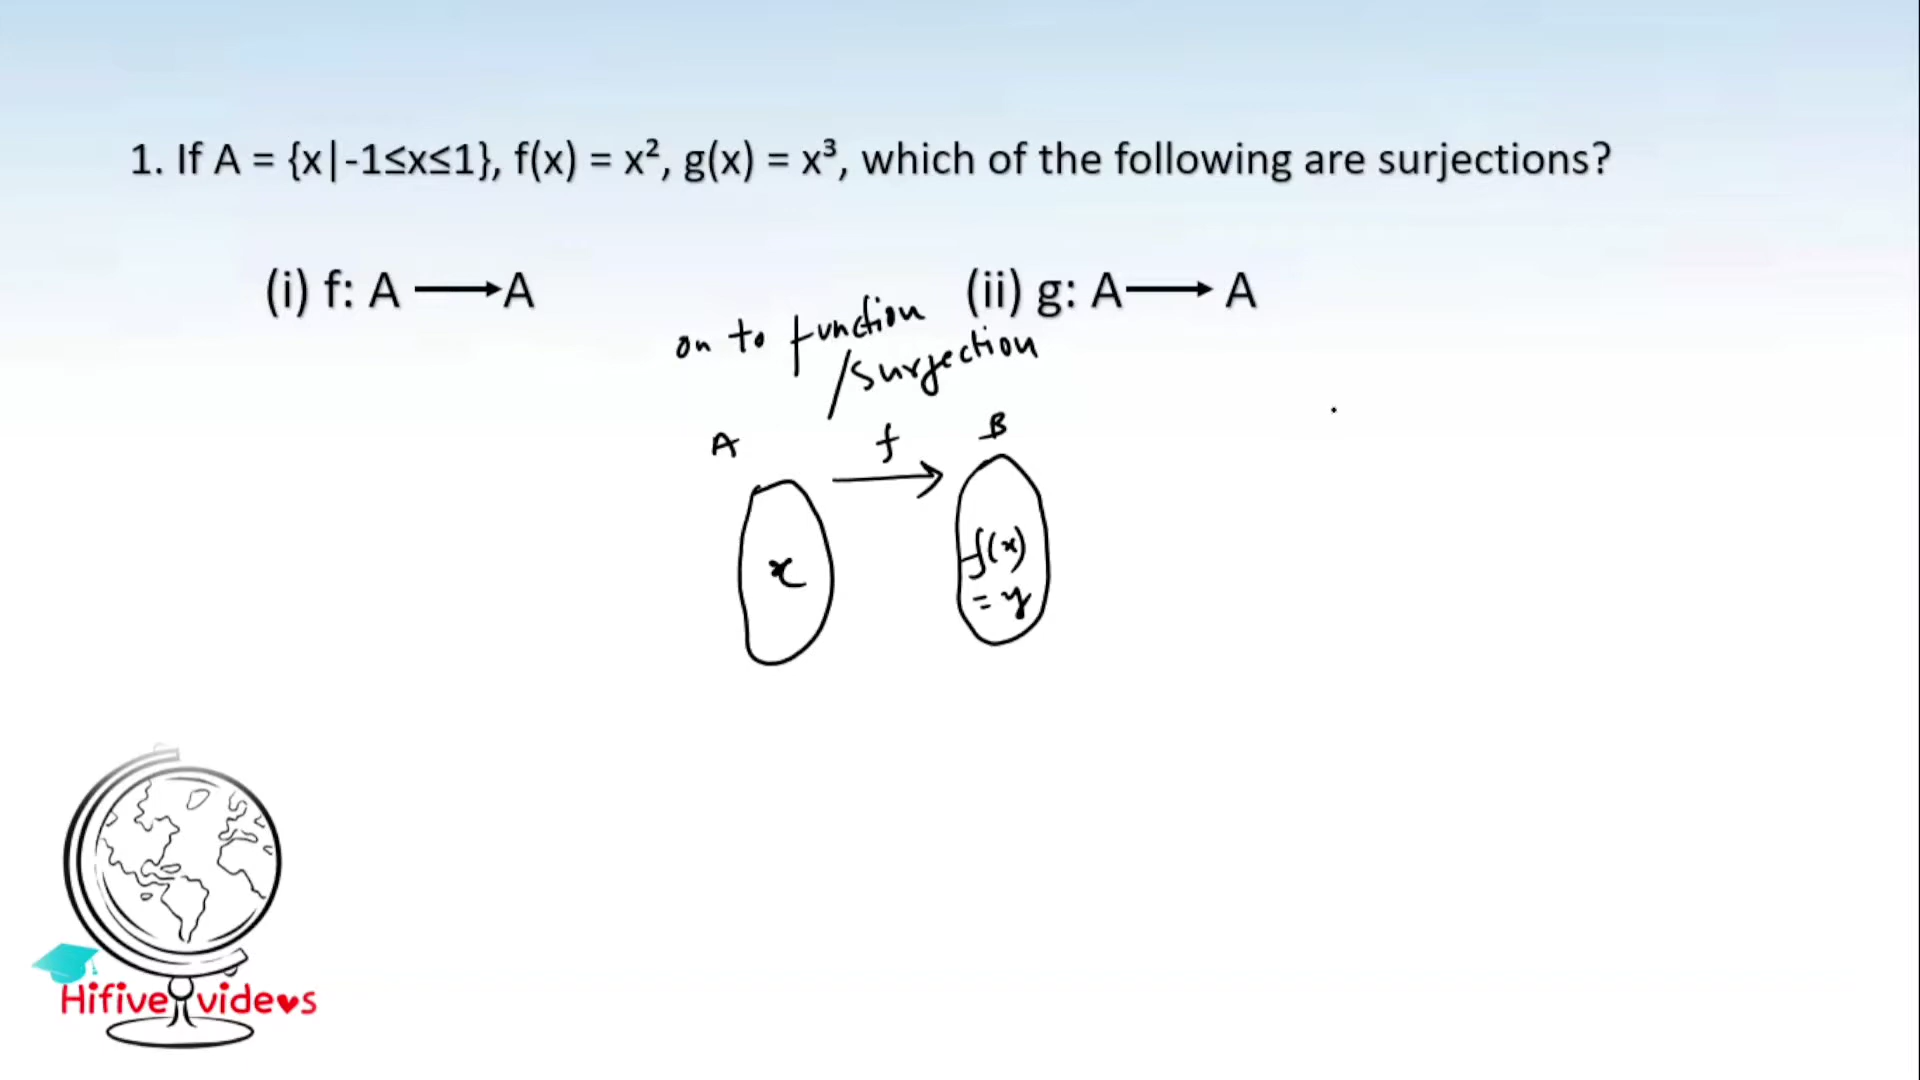 1. If A = {x|-1≤x≤1}, f(x) = x², g(x) = x³, which of the following are surjections?
(i) f: A ⟶ A
(ii) g: A ⟶ A
on to function
/surjection
A
f
B
x
f(x)
= y
Hifive videos